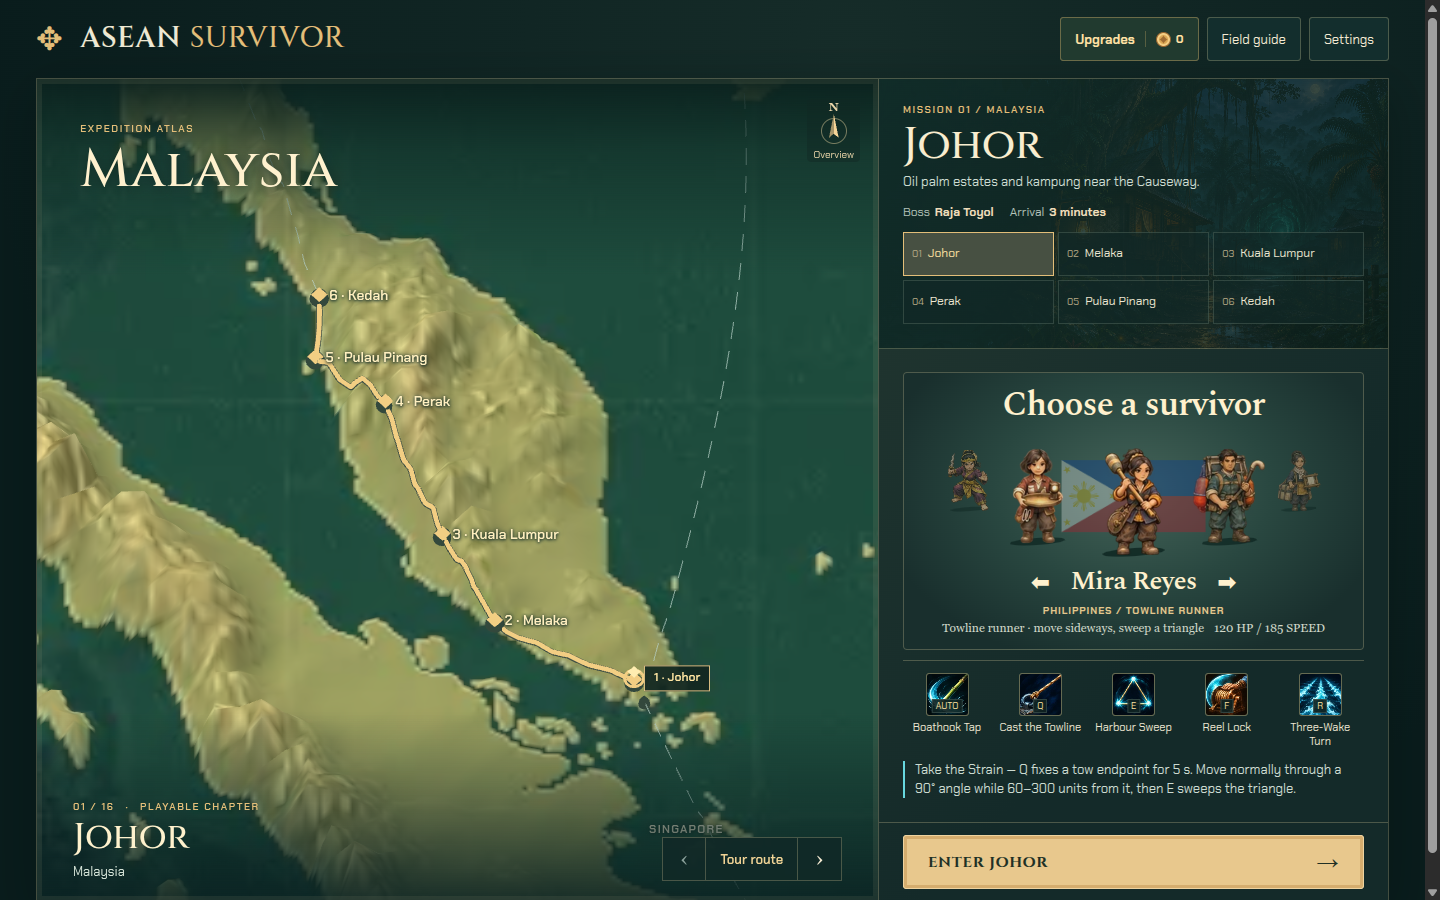 ASEAN SURVIVOR
Upgrades 0
Field guide
Settings
EXPEDITION ATLAS
MALAYSIA
N
Overview
6 · Kedah
5 · Pulau Pinang
4 · Perak
3 · Kuala Lumpur
2 · Melaka
1 · Johor
01 / 16 · PLAYABLE CHAPTER
JOHOR
Malaysia
SINGAPORE
‹ Tour route ›
MISSION 01 / MALAYSIA
JOHOR
Oil palm estates and kampung near the Causeway.
Boss Raja Toyol Arrival 3 minutes
01 Johor
02 Melaka
03 Kuala Lumpur
04 Perak
05 Pulau Pinang
06 Kedah
Choose a survivor
Mira Reyes
PHILIPPINES / TOWLINE RUNNER
Towline runner · move sideways, sweep a triangle 120 HP / 185 SPEED
AUTO
Boathook Tap
Q
Cast the Towline
E
Harbour Sweep
F
Reel Lock
R
Three-Wake
Turn
Take the Strain — Q fixes a tow endpoint for 5 s. Move normally through a
90° angle while 60–300 units from it, then E sweeps the triangle.
ENTER JOHOR →